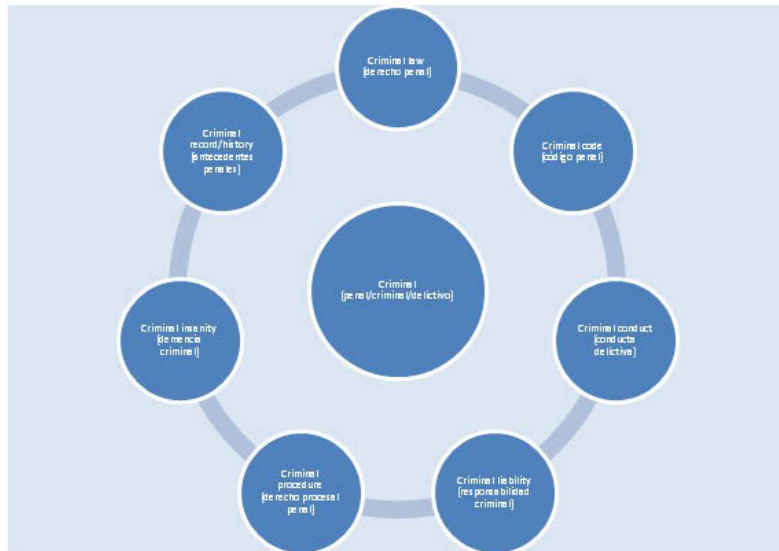 Criminal law
[derecho penal]
Criminal code
[código penal]
Criminal conduct
[conducta
delictiva]
Criminal liability
[responsabilidad
criminal]
Criminal
procedure
[derecho procesal
penal]
Criminal insanity
[demencia
criminal]
Criminal
record/history
[antecedentes
penales]
Criminal
[penal/criminal/delictivo]